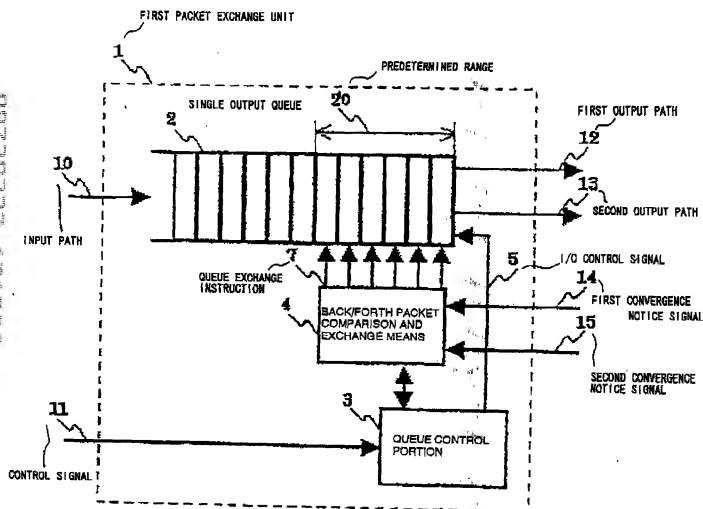 FIRST PACKET EXCHANGE UNIT
1
PREDETERMINED RANGE
SINGLE OUTPUT QUEUE
20
2
FIRST OUTPUT PATH
12
10
13
SECOND OUTPUT PATH
INPUT PATH
7
5
I/O CONTROL SIGNAL
QUEUE EXCHANGE
INSTRUCTION
14
FIRST CONVERGENCE
NOTICE SIGNAL
4
BACK/FORTH PACKET
COMPARISON AND
EXCHANGE MEANS
15
SECOND CONVERGENCE
NOTICE SIGNAL
11
3
QUEUE CONTROL
PORTION
CONTROL SIGNAL